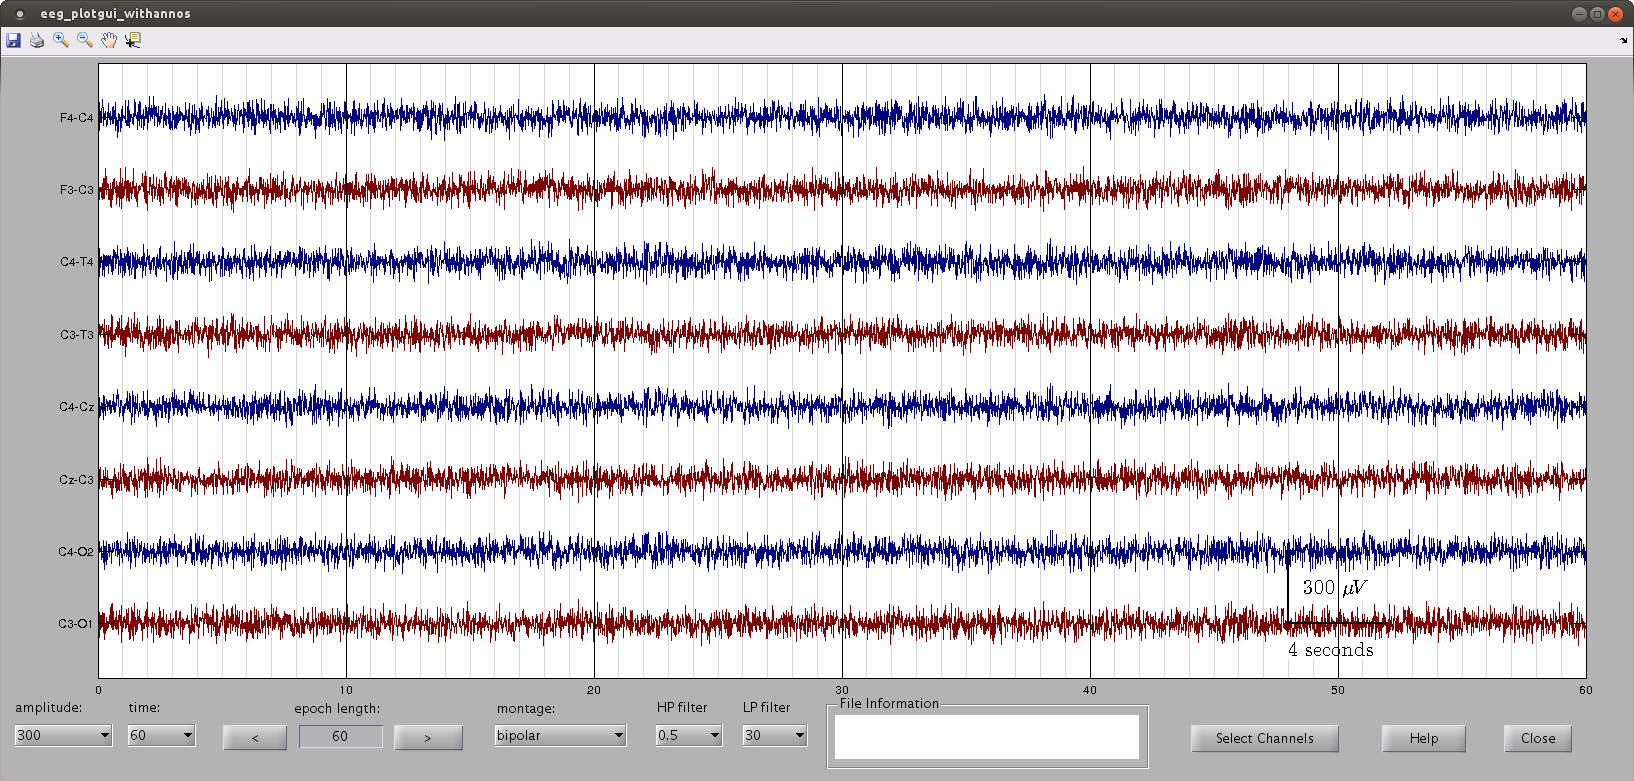 eeg_plotgui_withannos
F4-C4
F3-C3
C4-T4
C3-T3
C4-Cz
Cz-C3
C4-O2
300 μV
C3-O1
4 seconds
0 10 20 30 40 50 60
amplitude: time: epoch length: montage: HP filter LP filter File Information
300 60 < 60 > bipolar 0.5 30 Select Channels Help Close